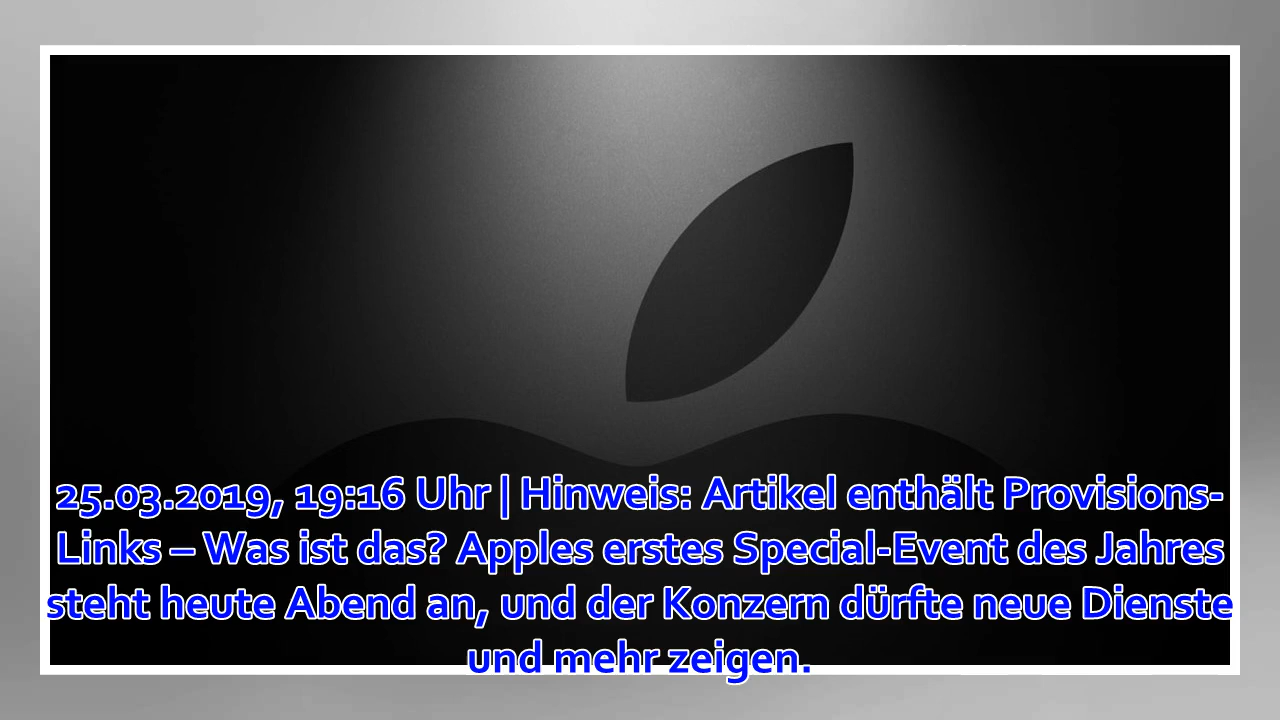 25.03.2019, 19:16 Uhr | Hinweis: Artikel enthält Provisions-
Links – Was ist das? Apples erstes Special-Event des Jahres
steht heute Abend an, und der Konzern dürfte neue Dienste
und mehr zeigen.